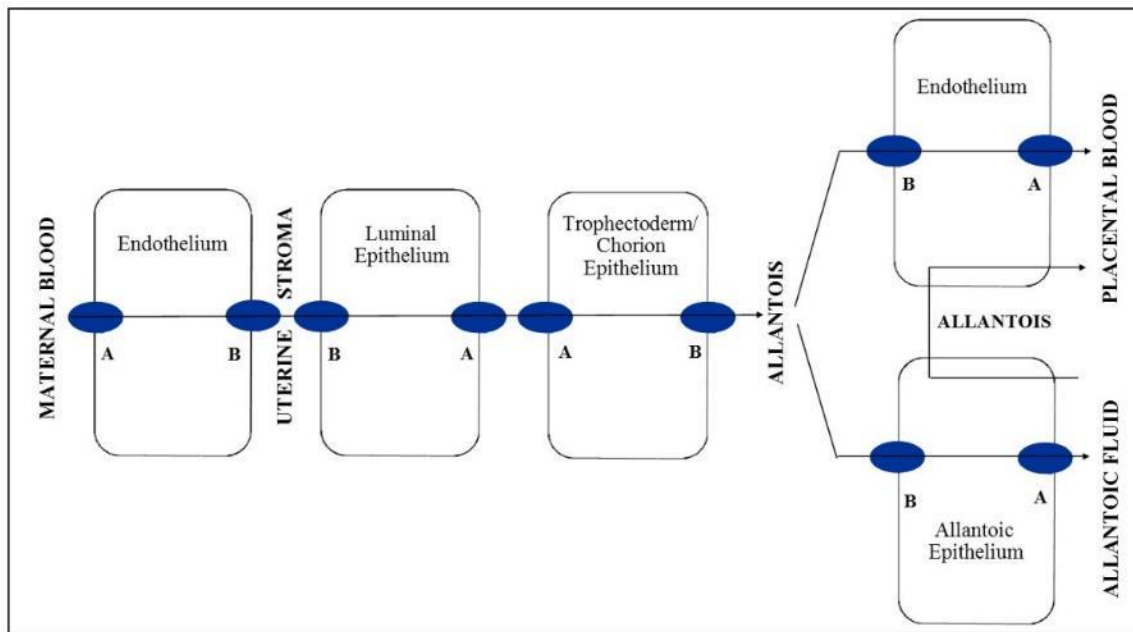 MATERNAL BLOOD
Endothelium
A
B
UTERINE STROMA
Luminal
Epithelium
B
A
Trophectoderm/
Chorion
Epithelium
A
B
ALLANTOIS
Endothelium
B
A
PLACENTAL BLOOD
ALLANTOIS
B
A
Allantoic
Epithelium
ALLANTOIC FLUID